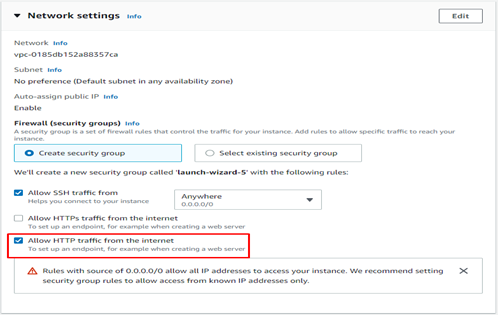 Network settings Info
Edit
Network Info
vpc-0185db152a88357ca
Subnet Info
No preference (Default subnet in any availability zone)
Auto-assign public IP Info
Enable
Firewall (security groups) Info
A security group is a set of firewall rules that control the traffic for your instance. Add rules to allow specific traffic to reach your
instance.
Create security group
Select existing security group
We'll create a new security group called 'launch-wizard-5' with the following rules:
Allow SSH traffic from
Helps you connect to your instance
Anywhere
0.0.0.0/0
Allow HTTPs traffic from the internet
To set up an endpoint, for example when creating a web server
Allow HTTP traffic from the internet
To set up an endpoint, for example when creating a web server
Rules with source of 0.0.0.0/0 allow all IP addresses to access your instance. We recommend setting
security group rules to allow access from known IP addresses only.